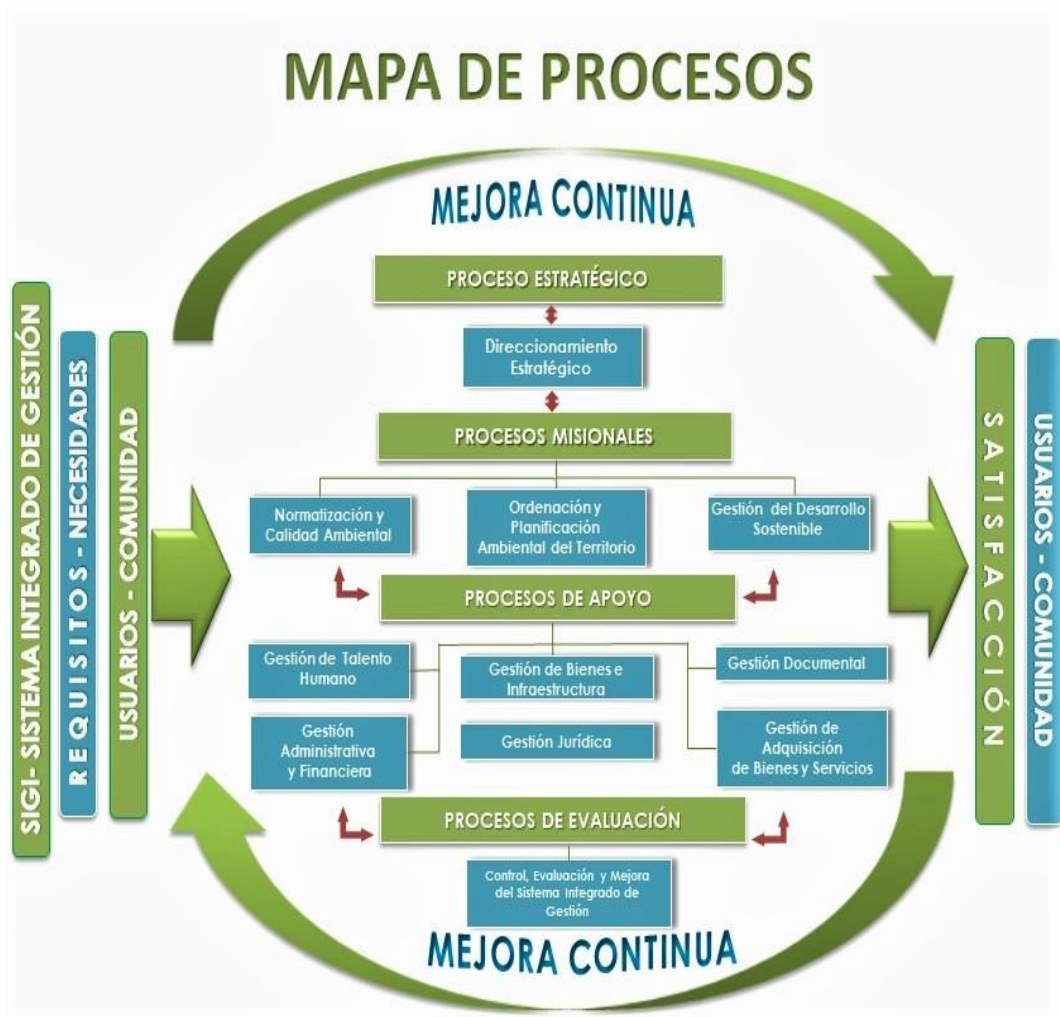 MAPA DE PROCESOS
MEJORA CONTINUA
SIGI- SISTEMA INTEGRADO DE GESTIÓN
REQUISITOS - NECESIDADES
USUARIOS - COMUNIDAD
PROCESO ESTRATÉGICO
Direccionamiento
Estratégico
PROCESOS MISIONALES
Normatización y
Calidad Ambiental
Ordenación y
Planificación
Ambiental del Territorio
Gestión del Desarrollo
Sostenible
PROCESOS DE APOYO
Gestión de Talento
Humano
Gestión de Bienes e
Infraestructura
Gestión Documental
Gestión
Administrativa
y Financiera
Gestión Jurídica
Gestión de
Adquisición
de Bienes y Servicios
PROCESOS DE EVALUACIÓN
Control, Evaluación y Mejora
del Sistema Integrado de
Gestión
SATISFACCIÓN
USUARIOS - COMUNIDAD
MEJORA CONTINUA